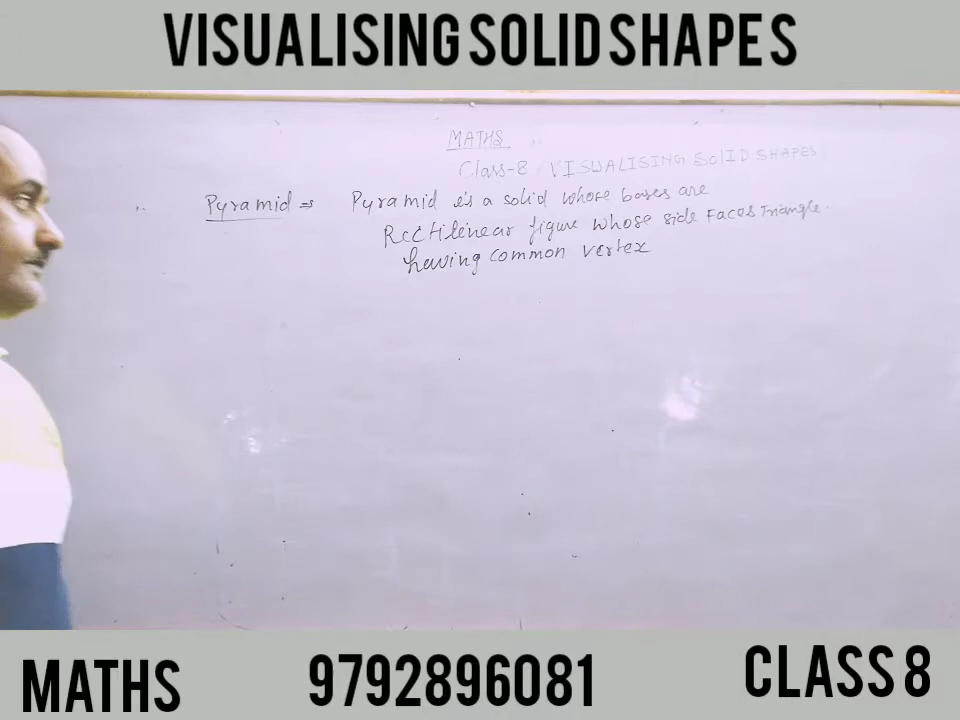 VISUALISING SOLID SHAPES
MATHS
Class-8 VISUALISING SOLID SHAPES
Pyramid ⇒ Pyramid is a solid whose bases are
Rectilinear figure whose side Faces Triangle.
having common vertex
MATHS 9792896081 CLASS 8